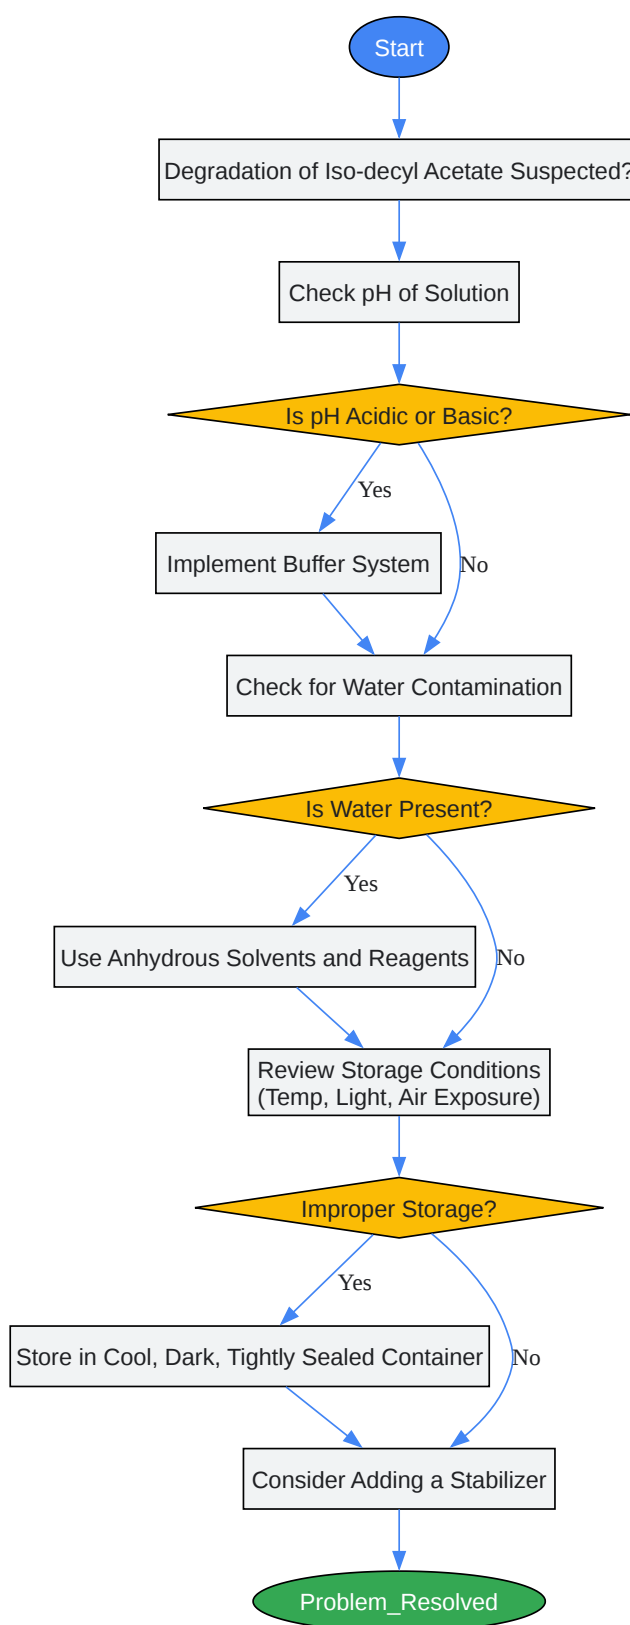 Start
Degradation of Iso-decyl Acetate Suspected?
Check pH of Solution
Is pH Acidic or Basic?
Yes
Implement Buffer System
No
Check for Water Contamination
Is Water Present?
Yes
Use Anhydrous Solvents and Reagents
No
Review Storage Conditions
(Temp, Light, Air Exposure)
Improper Storage?
Yes
Store in Cool, Dark, Tightly Sealed Container
No
Consider Adding a Stabilizer
Problem_Resolved